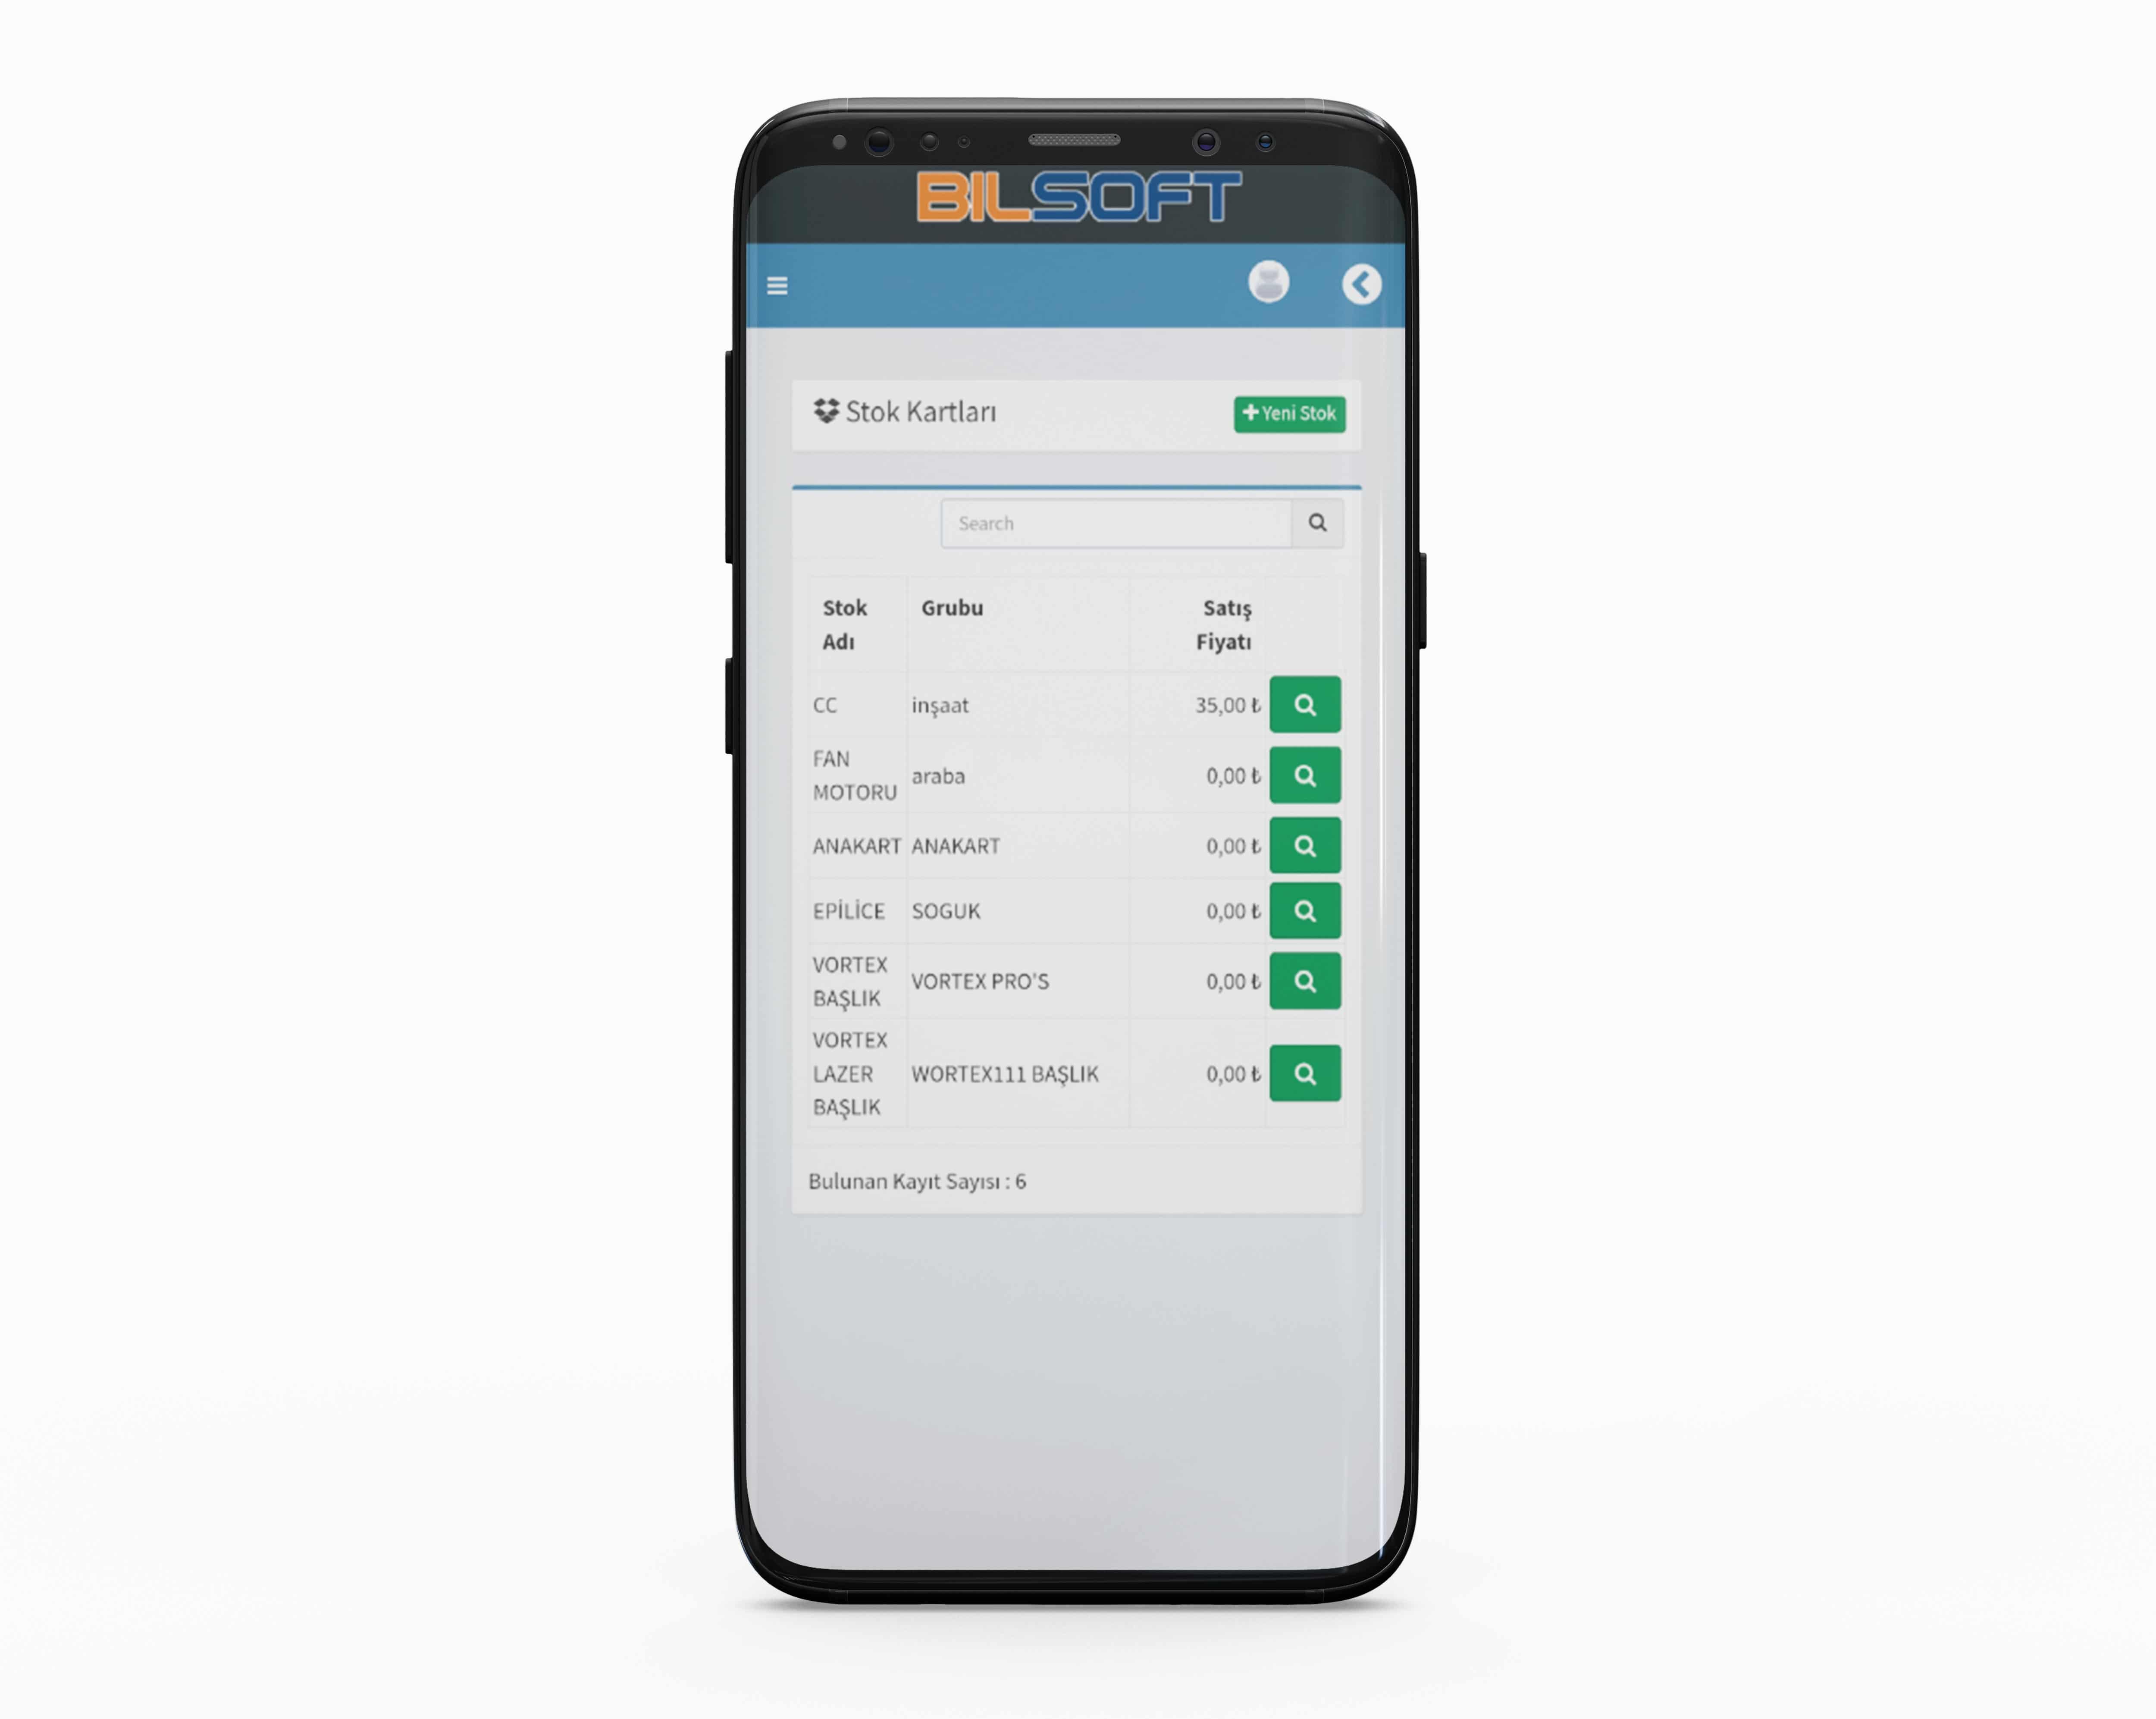 BILSOFT
Stok Kartları
Yeni Stok
Search
Stok Adı Grubu Satış Fiyatı
CC inşaat 35,00 ₺
FAN MOTORU araba 0,00 ₺
ANAKART ANAKART 0,00 ₺
EPİLİCE SOGUK 0,00 ₺
VORTEX BAŞLIK VORTEX PRO'S 0,00 ₺
VORTEX LAZER BAŞLIK WORTEX111 BAŞLIK 0,00 ₺
Bulunan Kayıt Sayısı : 6